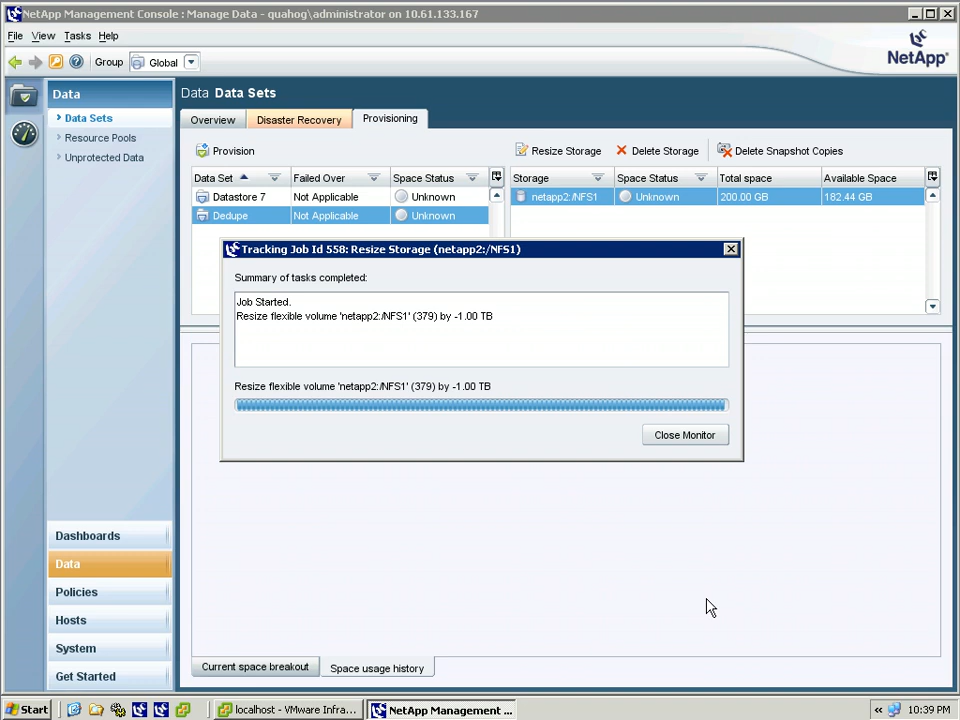 NetApp Management Console : Manage Data - quahog\administrator on 10.61.133.167
File View Tasks Help
Group Global
NetApp
Data
Data Sets
Resource Pools
Unprotected Data
Data Data Sets
Overview Disaster Recovery Provisioning
Provision
Resize Storage Delete Storage Delete Snapshot Copies
Data Set Failed Over Space Status
Datastore 7 Not Applicable Unknown
Dedupe Not Applicable Unknown
Storage Space Status Total space Available Space
netapp2:/NFS1 Unknown 200.00 GB 182.44 GB
Tracking Job Id 558: Resize Storage (netapp2:/NFS1)
Summary of tasks completed:
Job Started.
Resize flexible volume 'netapp2:/NFS1' (379) by -1.00 TB
Resize flexible volume 'netapp2:/NFS1' (379) by -1.00 TB
Close Monitor
Dashboards
Data
Policies
Hosts
System
Get Started
Current space breakout Space usage history
Start localhost - VMware Infra... NetApp Management ... 10:39 PM